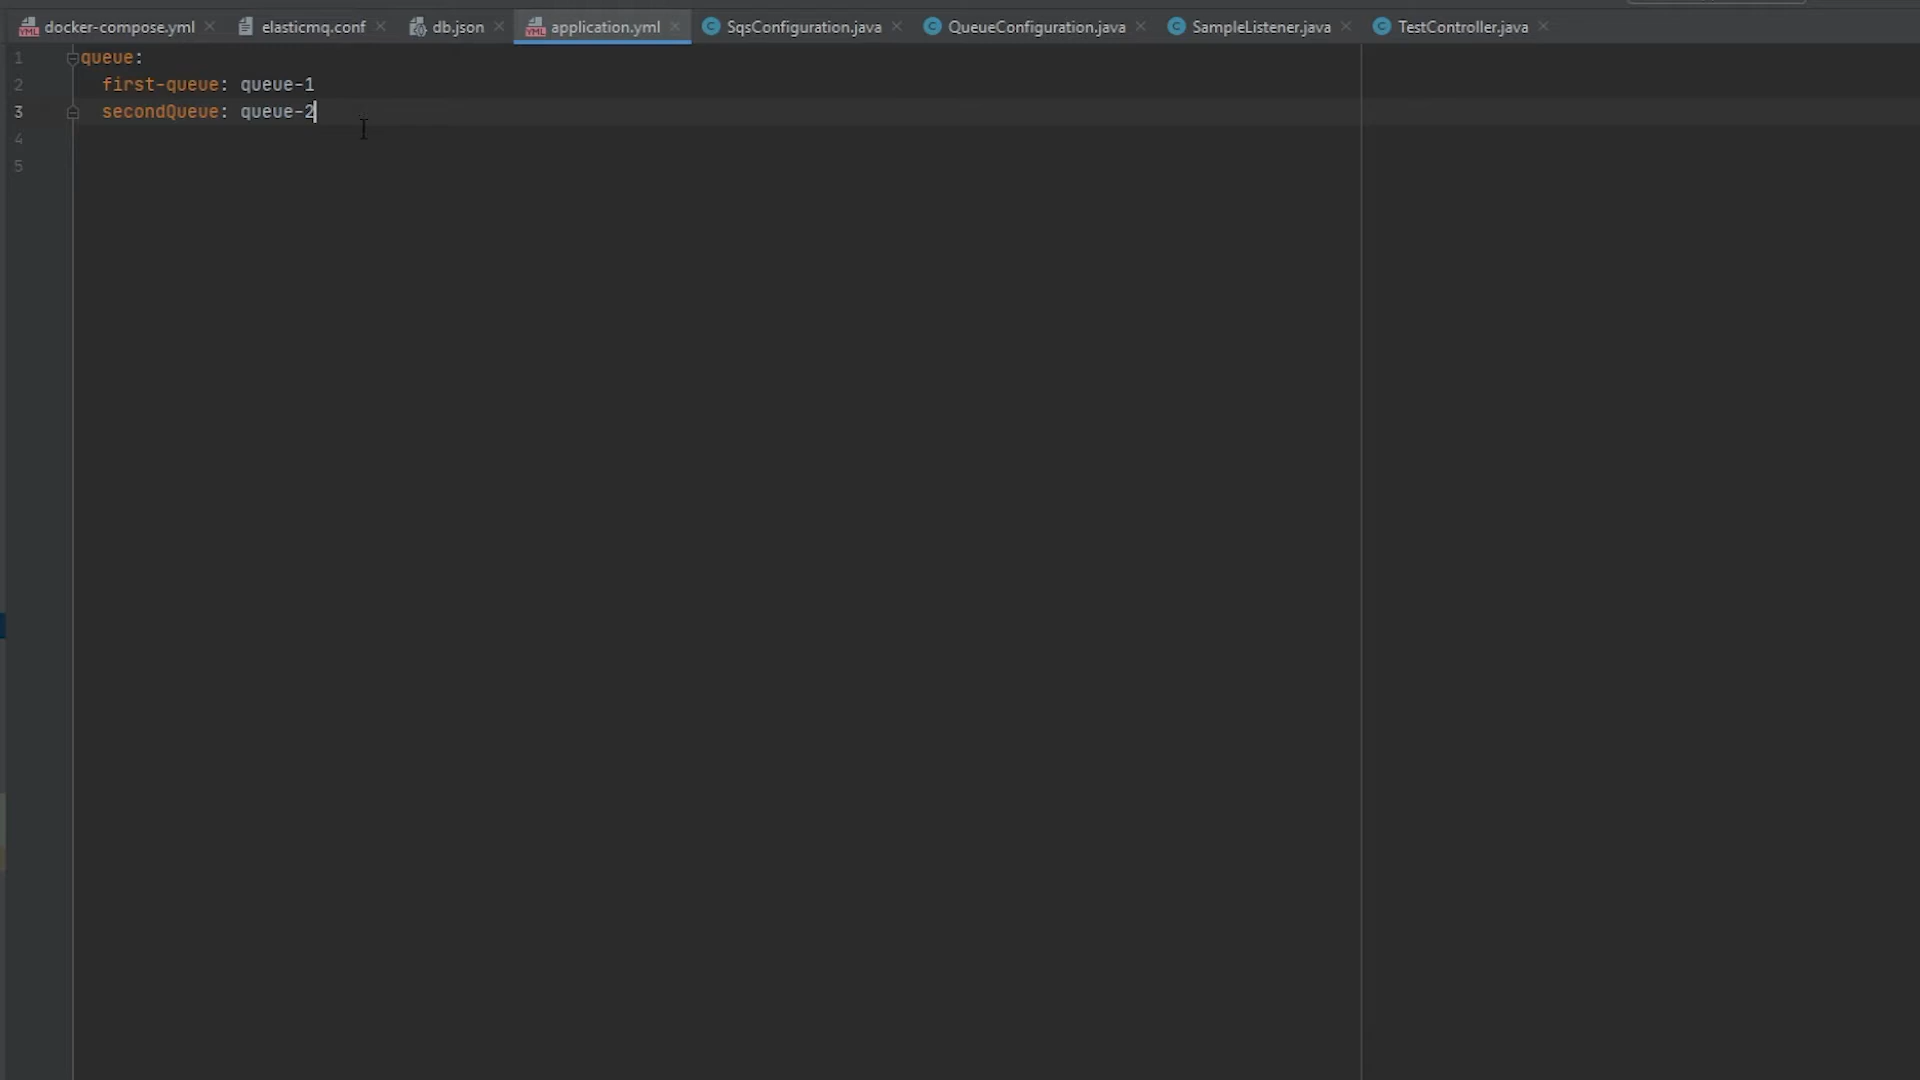 docker-compose.yml elasticmq.conf db.json application.yml SqsConfiguration.java QueueConfiguration.java SampleListener.java TestController.java
1 queue:
2 first-queue: queue-1
3 secondQueue: queue-2
4
5